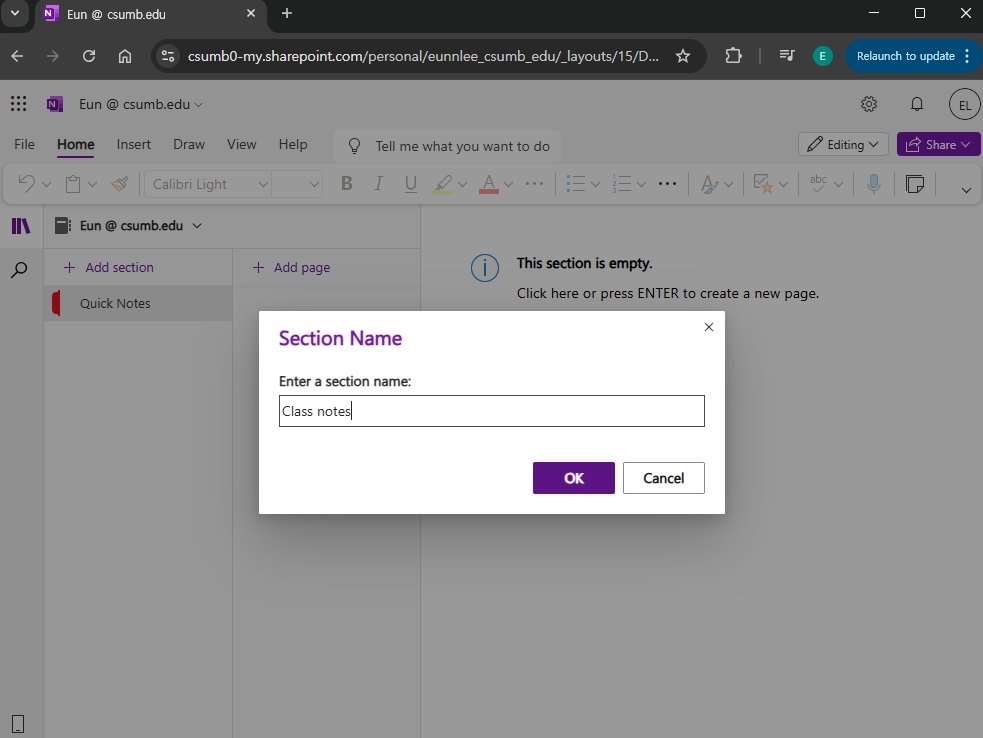 Eun @ csumb.edu
csumb0-my.sharepoint.com/personal/eunnlee_csumb_edu/_layouts/15/D...
E
Relaunch to update
N
Eun @ csumb.edu
EL
File Home Insert Draw View Help
Tell me what you want to do
Editing
Share
Calibri Light
B I U A ... ... abc
Eun @ csumb.edu
+ Add section
+ Add page
Quick Notes
This section is empty.
Click here or press ENTER to create a new page.
Section Name
Enter a section name:
Class notes
OK
Cancel